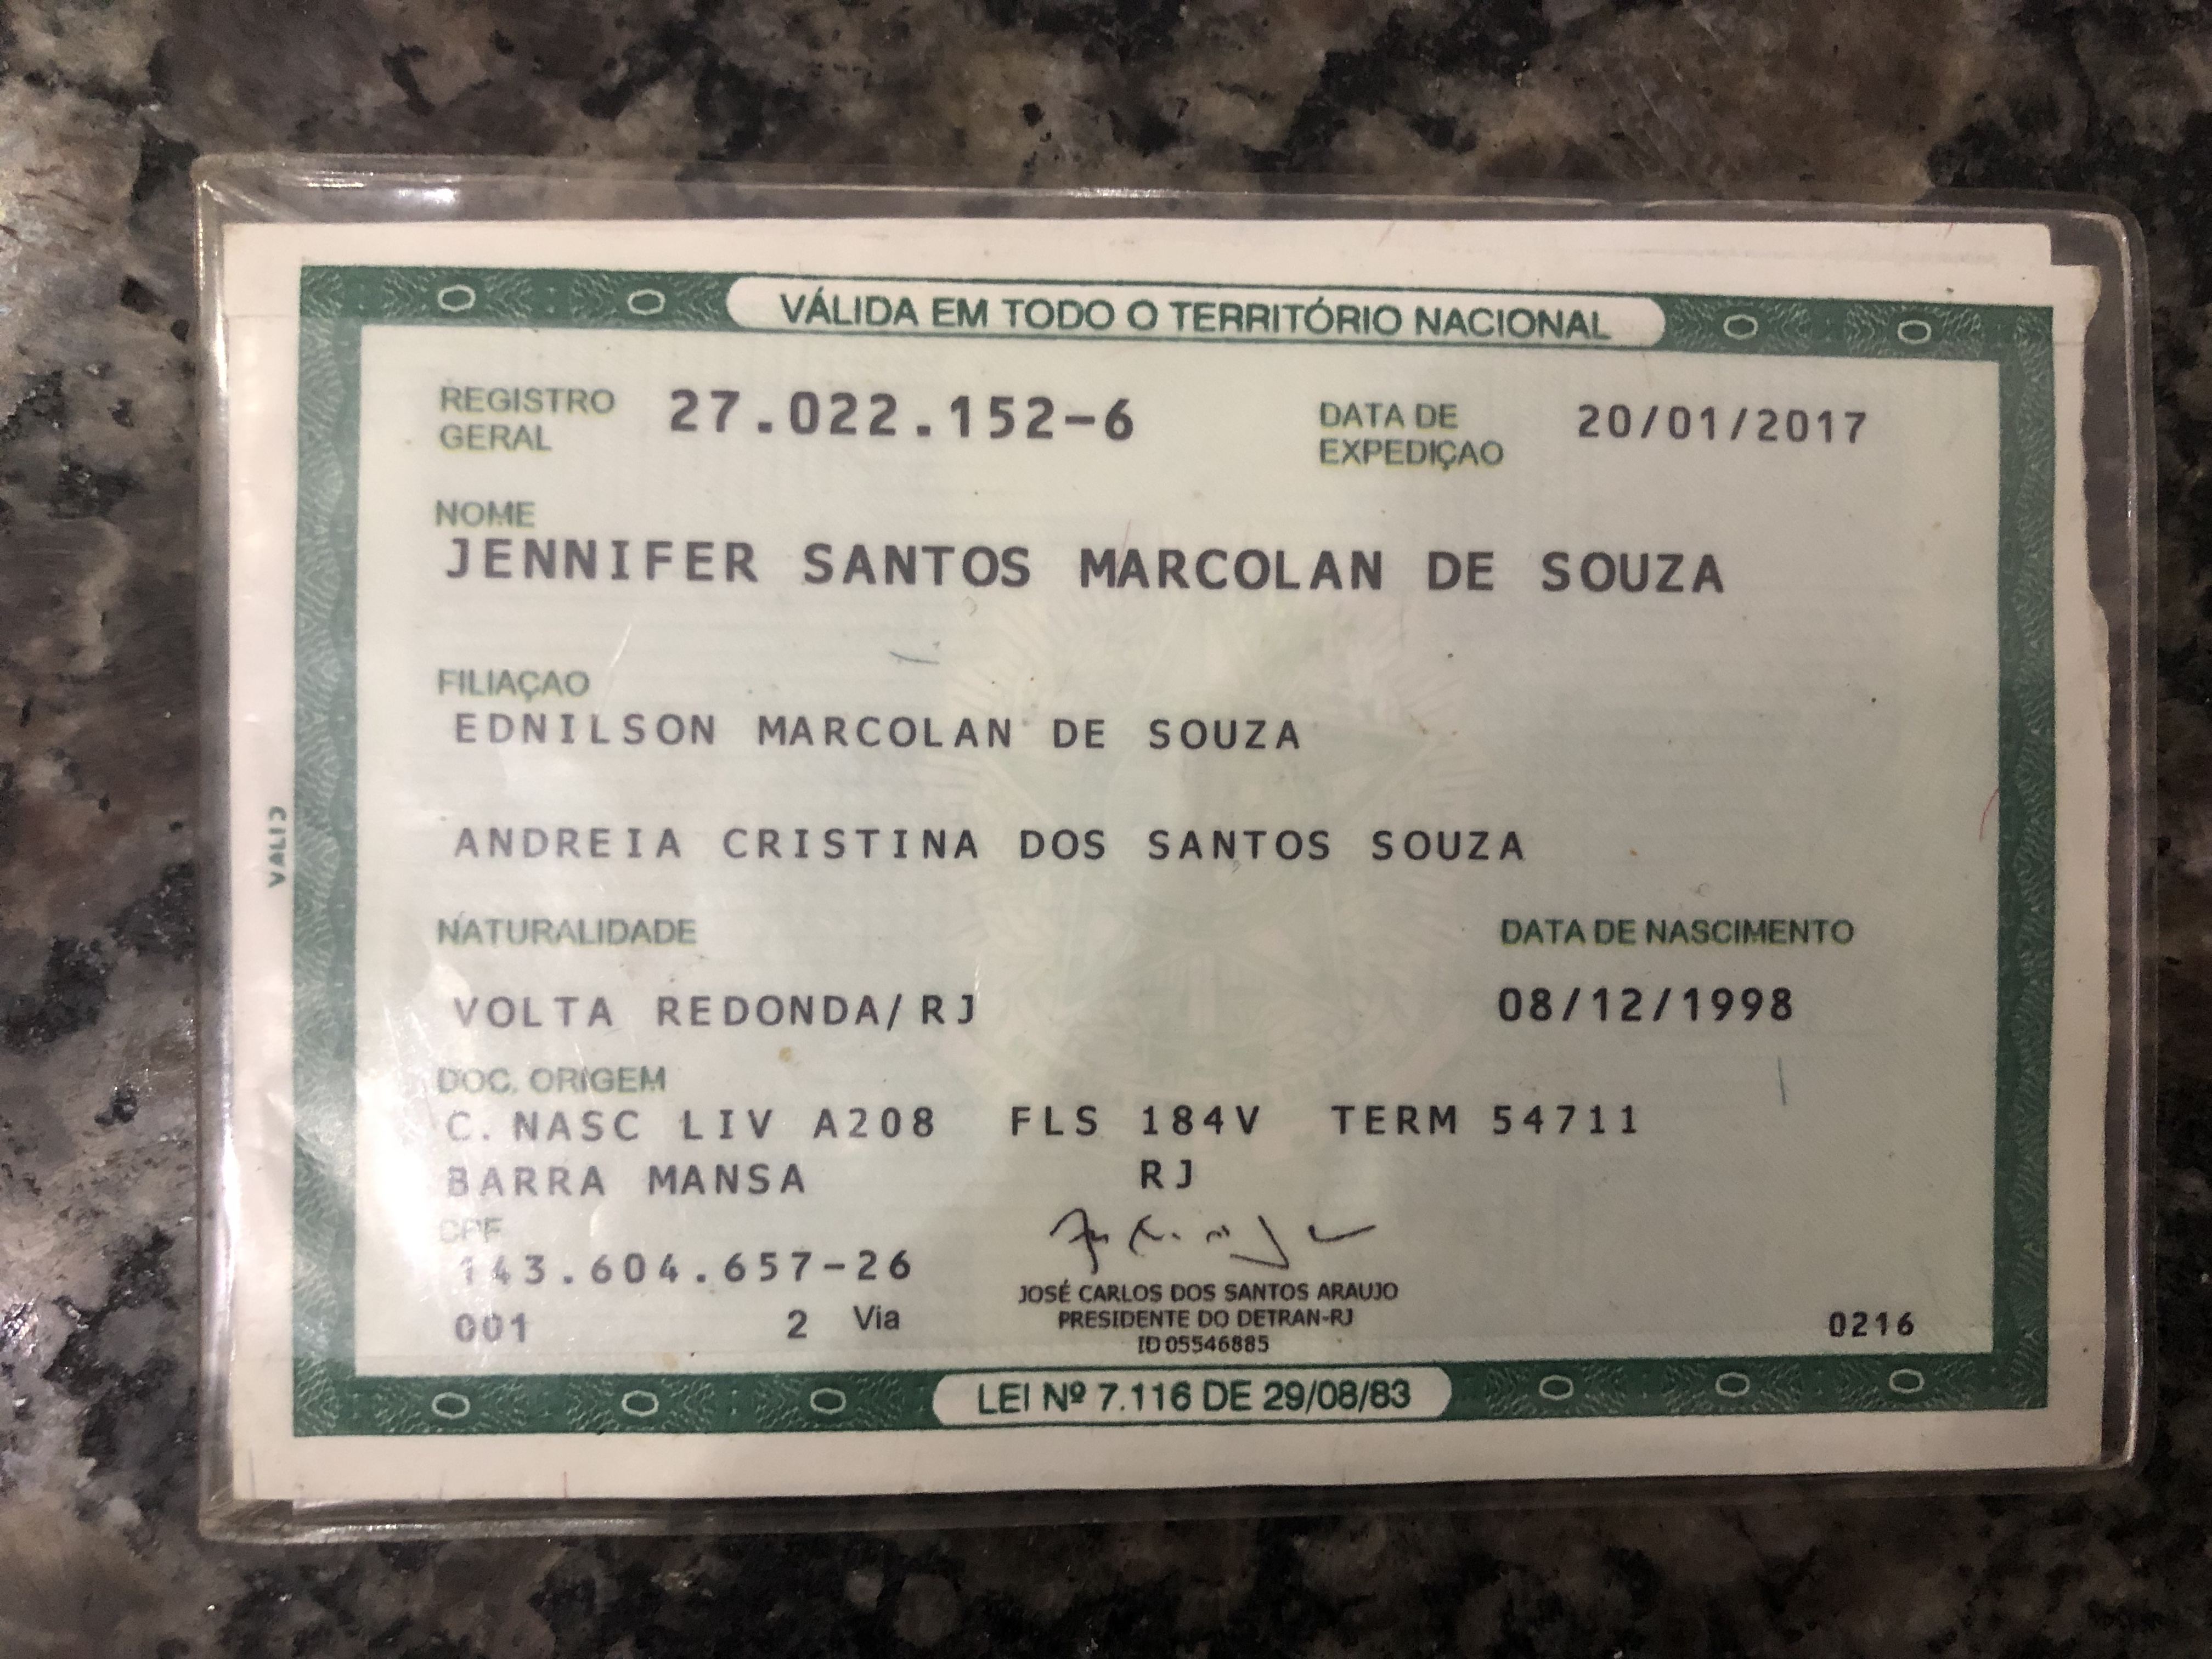 VÁLIDA EM TODO O TERRITÓRIO NACIONAL
REGISTRO GERAL 27.022.152-6 DATA DE EXPEDIÇAO 20/01/2017
NOME
JENNIFER SANTOS MARCOLAN DE SOUZA
FILIAÇAO
EDNILSON MARCOLAN DE SOUZA
ANDREIA CRISTINA DOS SANTOS SOUZA
NATURALIDADE DATA DE NASCIMENTO
VOLTA REDONDA/RJ 08/12/1998
DOC. ORIGEM
C. NASC LIV A208 FLS 184V TERM 54711
BARRA MANSA RJ
CPF
143.604.657-26
JOSÉ CARLOS DOS SANTOS ARAUJO
001 2 Via PRESIDENTE DO DETRAN-RJ 0216
ID 05546885
LEI Nº 7.116 DE 29/08/83
VALID